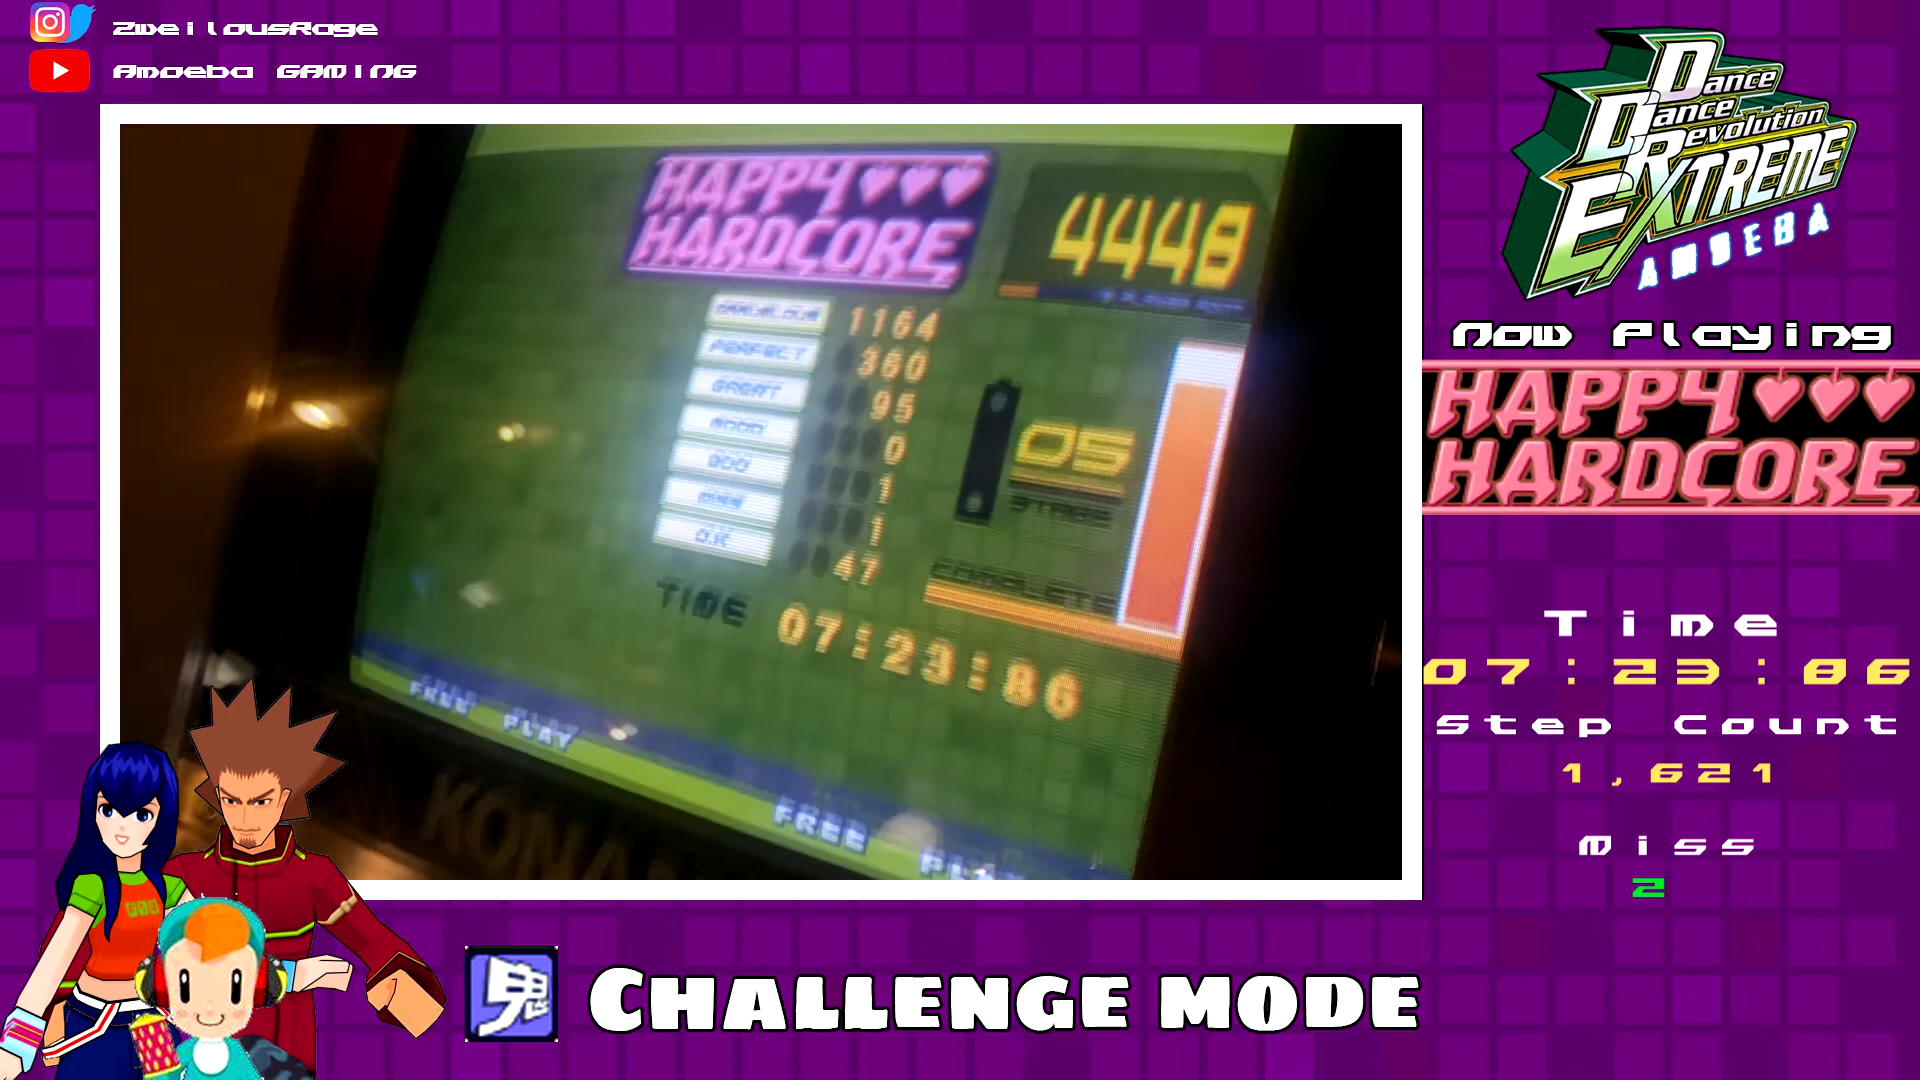 ZweilousRage
Amoeba GAMING
Dance
Dance
Revolution
EXTREME
AMOEBA
HAPPY
HARDCORE
4448
MARVELOUS 1164
PERFECT 360
GREAT 95
GOOD 0
BOO 1
MISS 1
O.K. 47
05
STAGE
COMPLETE
TIME 07:23:86
FREE PLAY
FREE PLAY
KONAMI
Now Playing
HAPPY
HARDCORE
Time
07:23:86
Step Count
1,621
Miss
2
鬼
CHALLENGE MODE